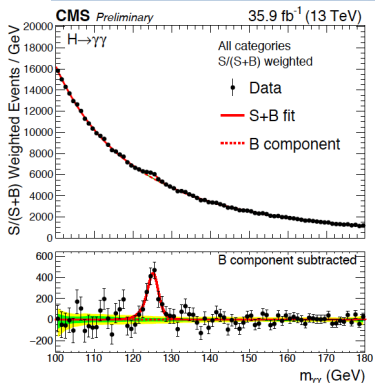 CMS Preliminary 35.9 fb⁻¹ (13 TeV)
S/(S+B) Weighted Events / GeV
20000
18000
16000
14000
12000
10000
8000
6000
4000
2000
0
H→γγ
All categories
S/(S+B) weighted
Data
S+B fit
B component
B component subtracted
600
400
200
0
−200
100 110 120 130 140 150 160 170 180
mγγ (GeV)